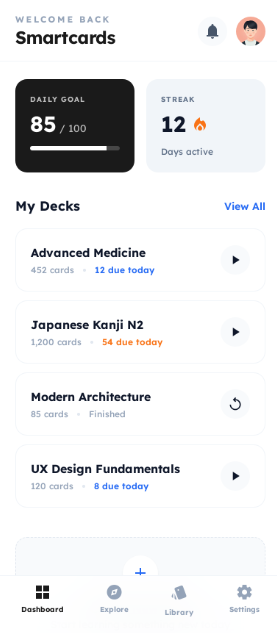 WELCOME BACK
Smartcards
DAILY GOAL
85 / 100
STREAK
12
Days active
My Decks
View All
Advanced Medicine
452 cards • 12 due today
Japanese Kanji N2
1,200 cards • 54 due today
Modern Architecture
85 cards • Finished
UX Design Fundamentals
120 cards • 8 due today
+
Dashboard
Explore
Library
Settings